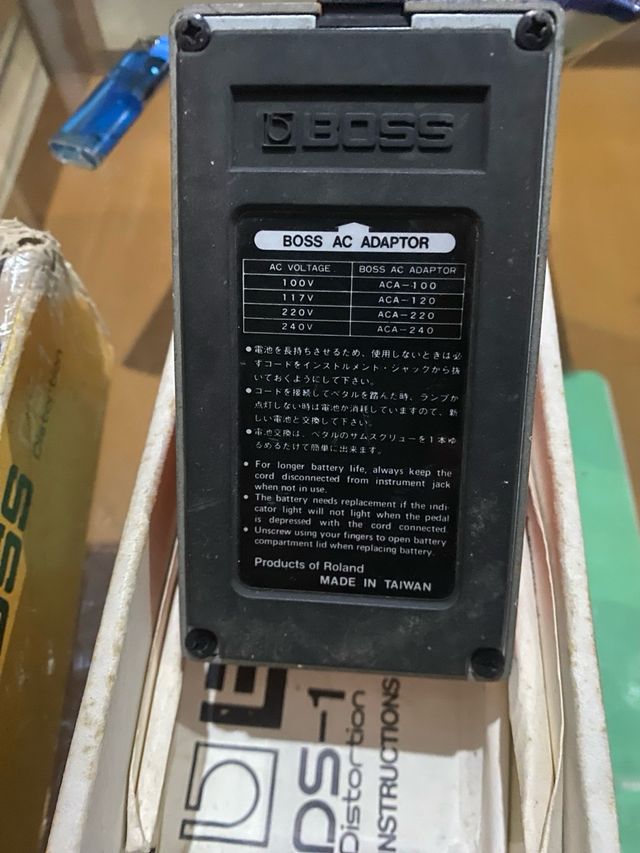 BOSS
BOSS AC ADAPTOR
AC VOLTAGE BOSS AC ADAPTOR
100V ACA-100
117V ACA-120
220V ACA-220
240V ACA-240
●電池を長持ちさせるため、使用しないときは必
ずコードをインストルメント・ジャックから抜
いておくようにして下さい。
●コードを接続してペダルを踏んだ時、ランプが
点灯しない時は電池が消耗していますので、新
しい電池と交換して下さい。
●電池交換は、ペダルのサムスクリューを1本ゆ
るめるだけで簡単に出来ます。
● For longer battery life, always keep the
cord disconnected from instrument jack
when not in use.
● The battery needs replacement if the indi-
cator light will not light when the pedal
is depressed with the cord connected.
● Unscrew using your fingers to open battery
compartment lid when replacing battery.
Products of Roland
MADE IN TAIWAN
DS-1
Distortion
INSTRUCTIONS
Distortion